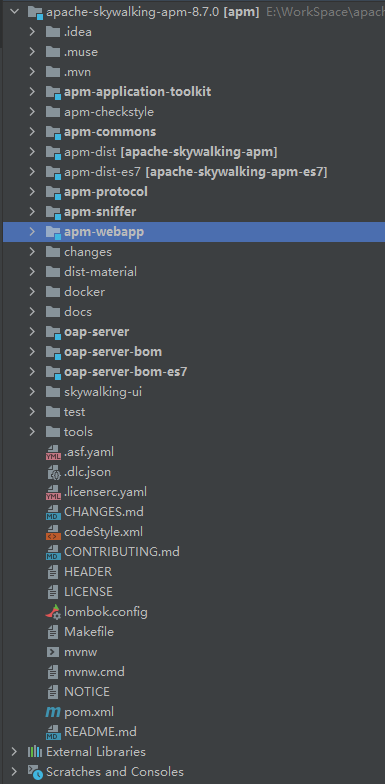 apache-skywalking-apm-8.7.0 [apm] E:\WorkSpace\apach
.idea
.muse
.mvn
apm-application-toolkit
apm-checkstyle
apm-commons
apm-dist [apache-skywalking-apm]
apm-dist-es7 [apache-skywalking-apm-es7]
apm-protocol
apm-sniffer
apm-webapp
changes
dist-material
docker
docs
oap-server
oap-server-bom
oap-server-bom-es7
skywalking-ui
test
tools
.asf.yaml
.dlc.json
.licenserc.yaml
CHANGES.md
codeStyle.xml
CONTRIBUTING.md
HEADER
LICENSE
lombok.config
Makefile
mvnw
mvnw.cmd
NOTICE
pom.xml
README.md
External Libraries
Scratches and Consoles